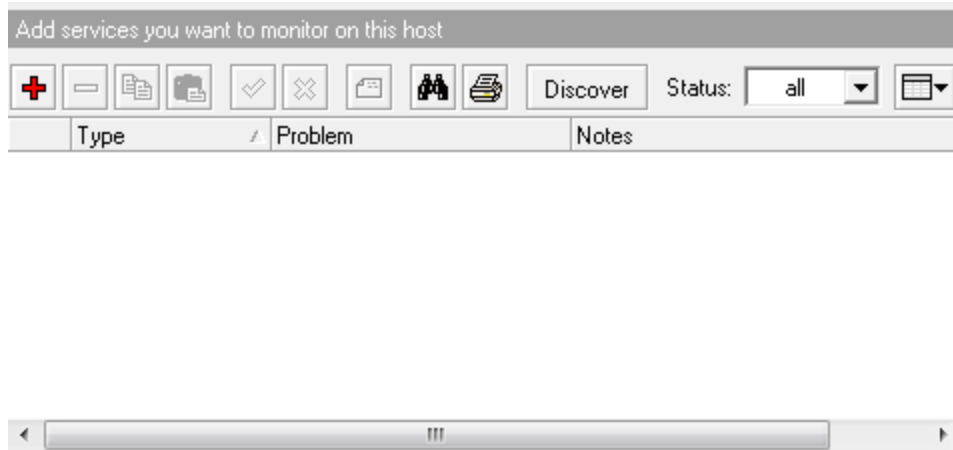 Add services you want to monitor on this host
Discover Status: all
Type Problem Notes